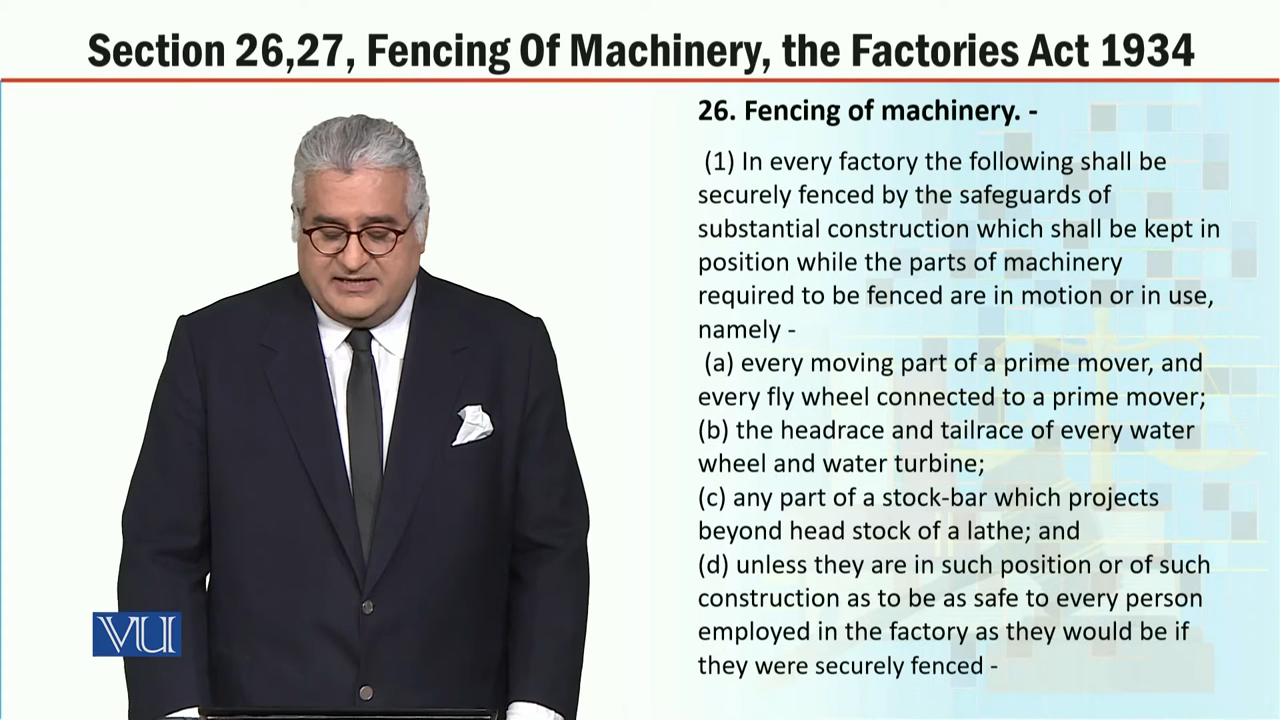 Section 26,27, Fencing Of Machinery, the Factories Act 1934
26. Fencing of machinery. -
(1) In every factory the following shall be
securely fenced by the safeguards of
substantial construction which shall be kept in
position while the parts of machinery
required to be fenced are in motion or in use,
namely -
(a) every moving part of a prime mover, and
every fly wheel connected to a prime mover;
(b) the headrace and tailrace of every water
wheel and water turbine;
(c) any part of a stock-bar which projects
beyond head stock of a lathe; and
(d) unless they are in such position or of such
construction as to be as safe to every person
employed in the factory as they would be if
they were securely fenced -
VU